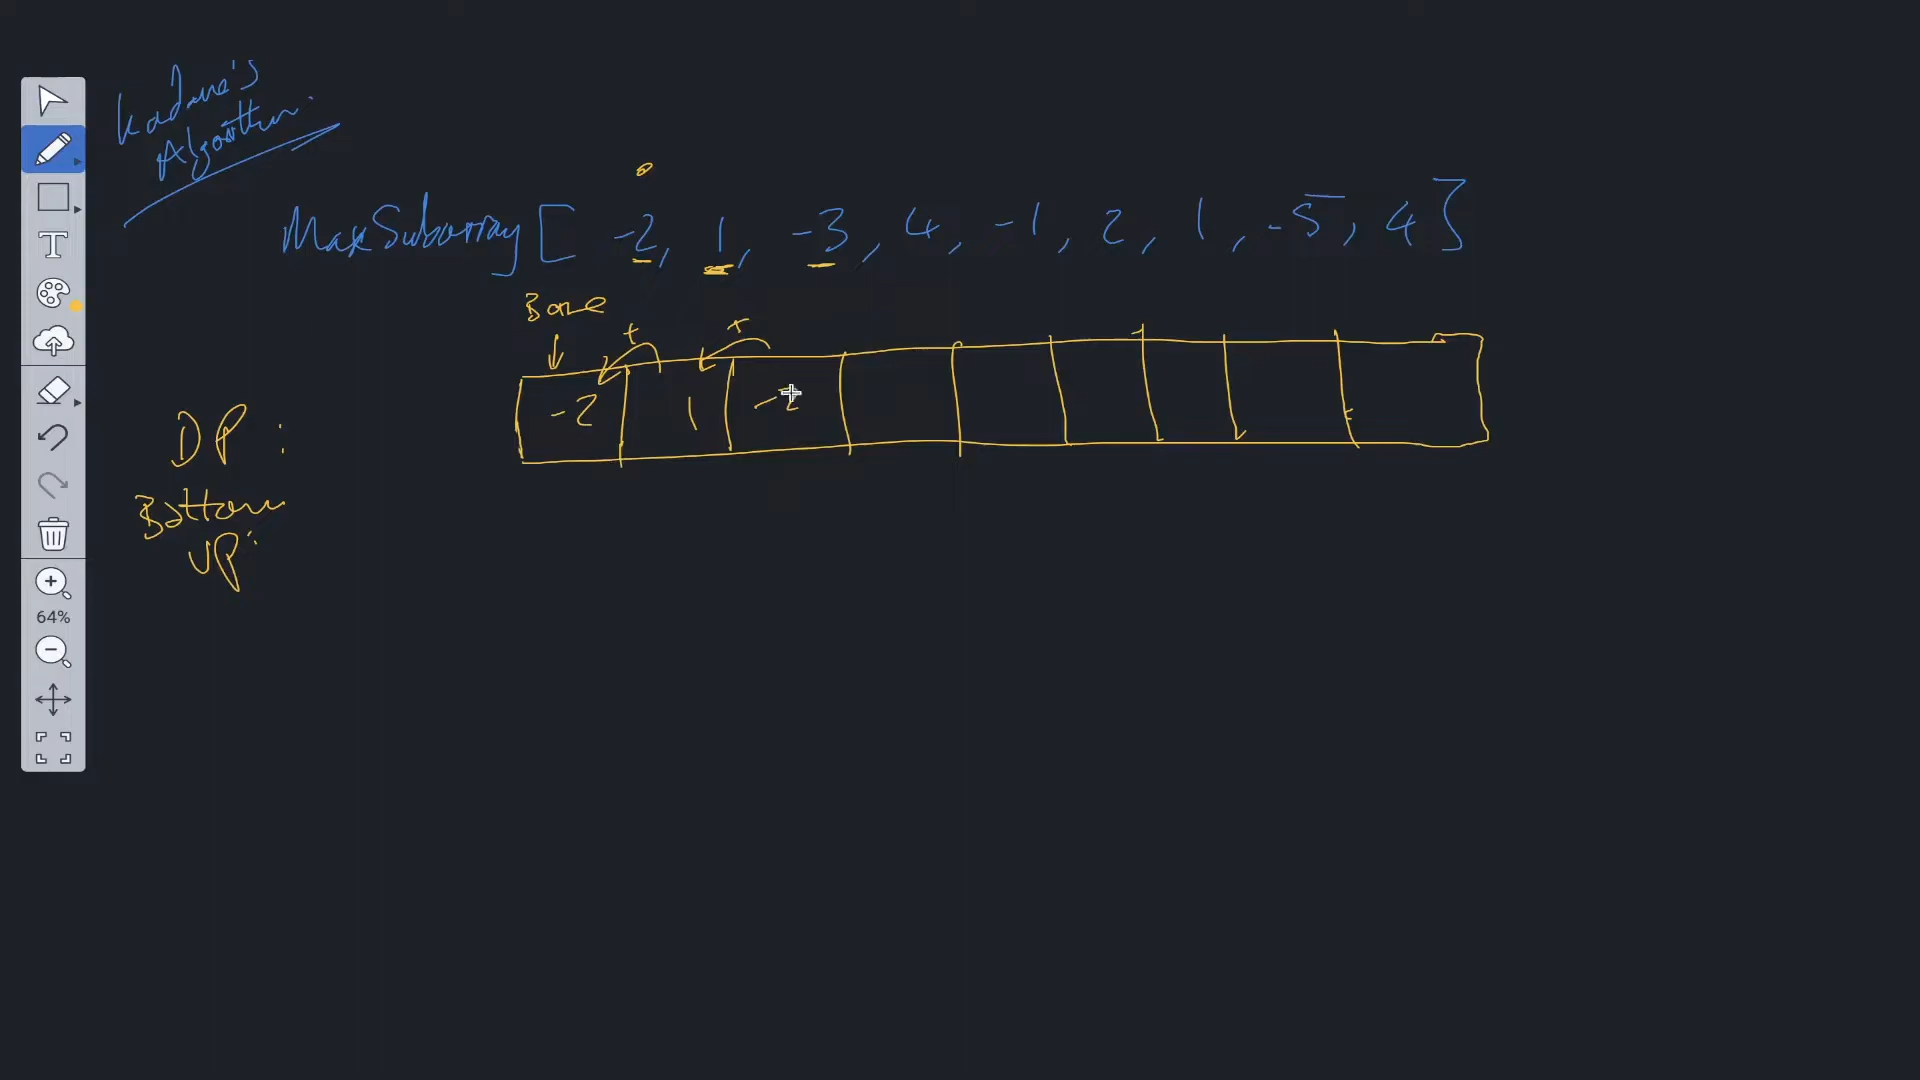 Kadane's
Algorithm.
MaxSubarray [ -2, 1, -3, 4, -1, 2, 1, -5, 4 ]
Base
+ +
-2 1 -2
DP :
Bottom
UP:
T
64%